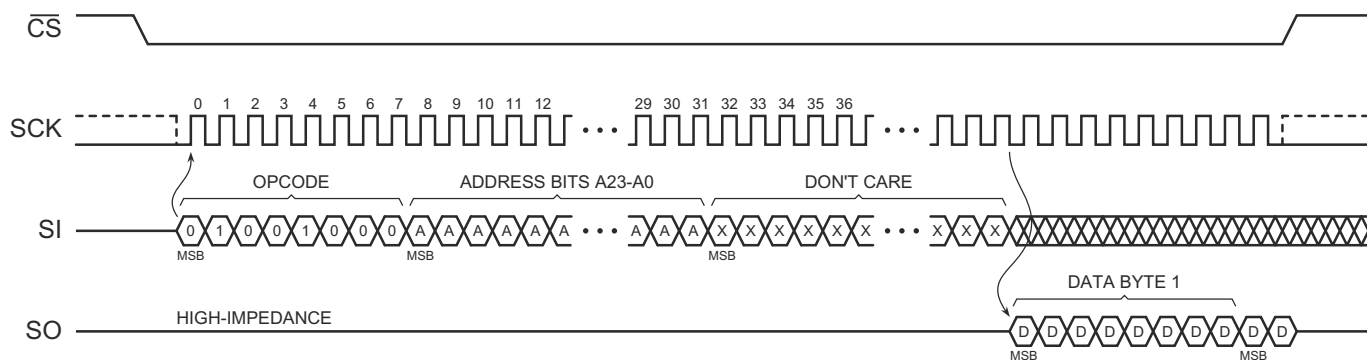 CS
0 1 2 3 4 5 6 7 8 9 10 11 12 29 30 31 32 33 34 35 36
SCK
OPCODE ADDRESS BITS A23-A0 DON'T CARE
SI 0 1 0 0 1 0 0 0 A A A A A A A A A X X X X X X X X X
MSB MSB MSB
DATA BYTE 1
HIGH-IMPEDANCE
SO D D D D D D D D D D
MSB MSB